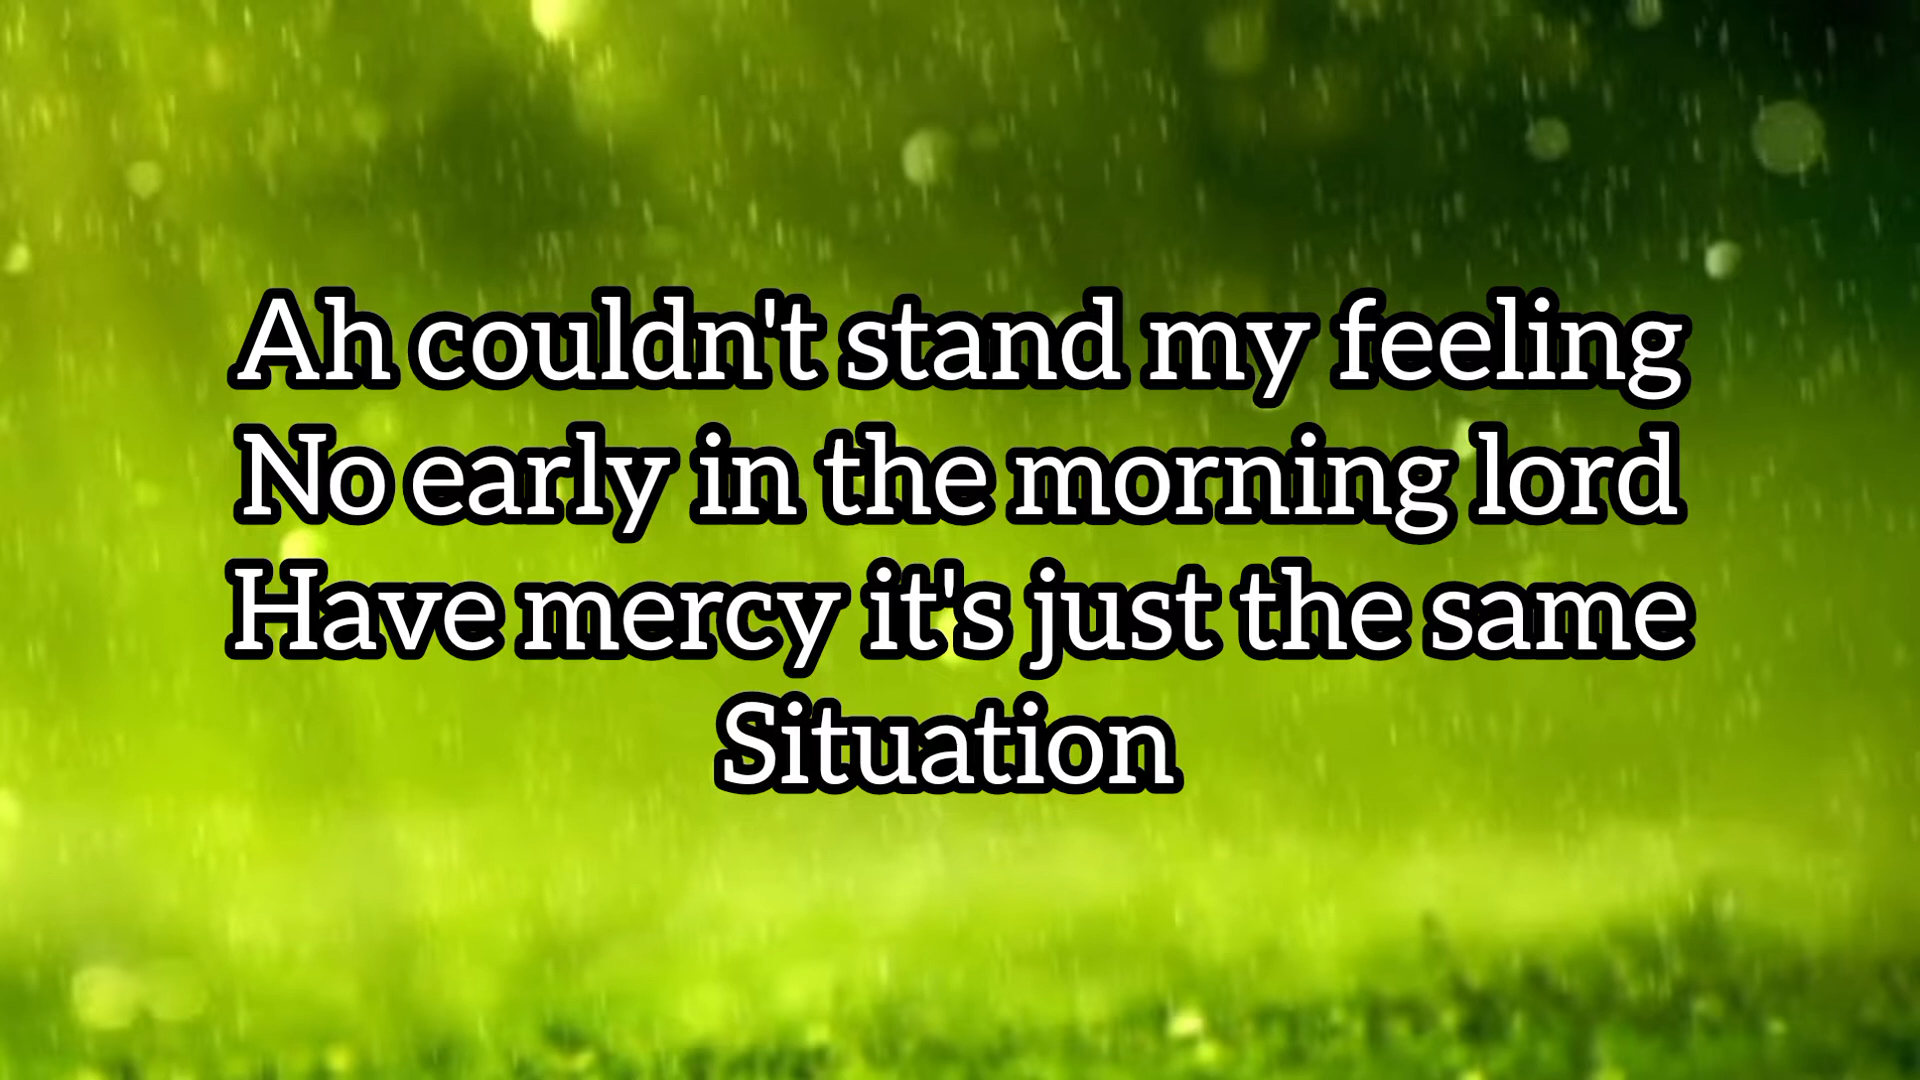 Ah couldn't stand my feeling
No early in the morning lord
Have mercy it's just the same
Situation